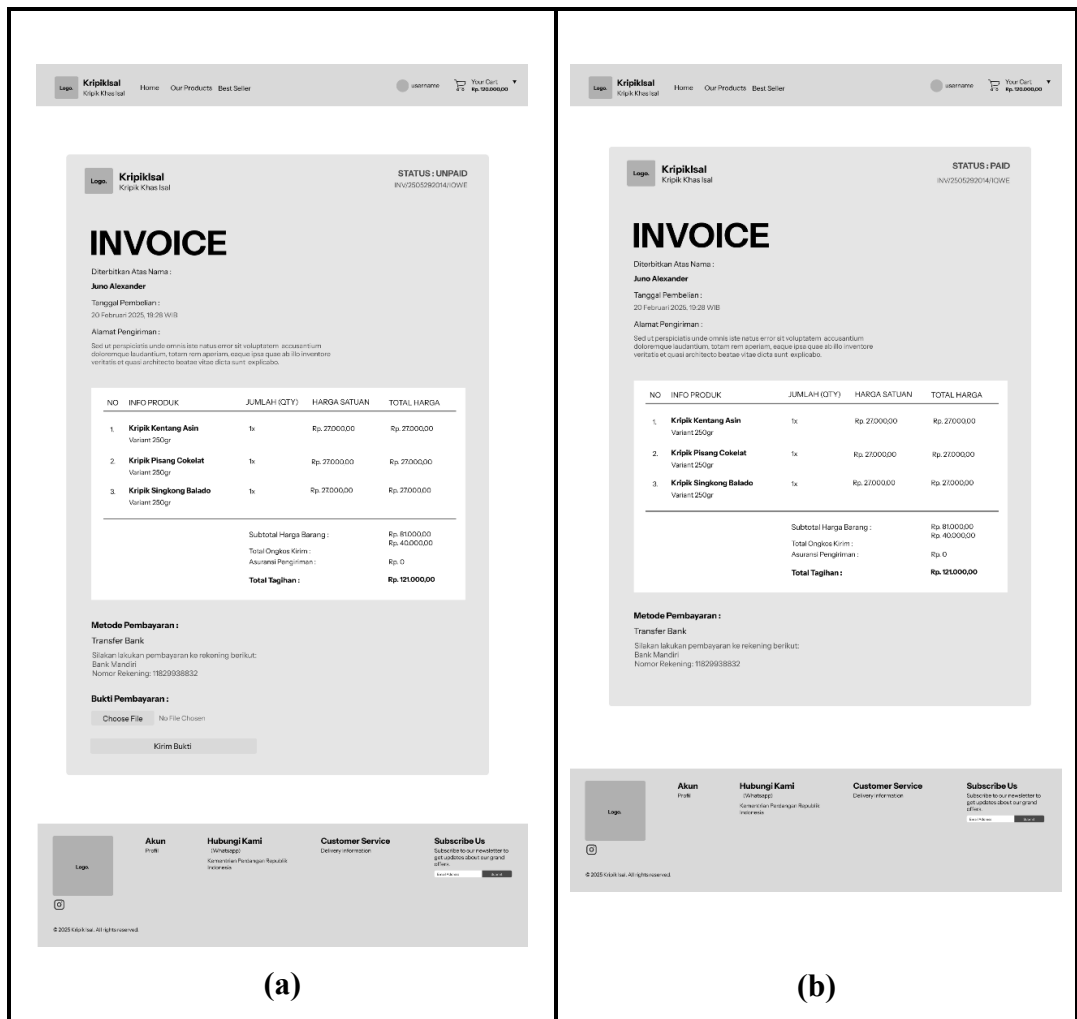 Logo.
KripikIsal
Kripik Khas Isal
Home Our Products Best Seller
username
Your Cart
Rp. 120.000,00
Logo.
KripikIsal
Kripik Khas Isal
STATUS : UNPAID
INV/2505292014/IQWE
INVOICE
Diterbitkan Atas Nama :
Juno Alexander
Tanggal Pembelian :
20 Februari 2025, 19:28 WIB
Alamat Pengiriman :
Sed ut perspiciatis unde omnis iste natus error sit voluptatem accusantium
doloremque laudantium, totam rem aperiam, eaque ipsa quae ab illo inventore
veritatis et quasi architecto beatae vitae dicta sunt explicabo.
NO INFO PRODUK JUMLAH (QTY) HARGA SATUAN TOTAL HARGA
1. Kripik Kentang Asin 1x Rp. 27.000,00 Rp. 27.000,00
Variant 250gr
2. Kripik Pisang Cokelat 1x Rp. 27.000,00 Rp. 27.000,00
Variant 250gr
3. Kripik Singkong Balado 1x Rp. 27.000,00 Rp. 27.000,00
Variant 250gr
Subtotal Harga Barang : Rp. 81.000,00
Rp. 40.000,00
Total Ongkos Kirim :
Asuransi Pengiriman : Rp. 0
Total Tagihan : Rp. 121.000,00
Metode Pembayaran :
Transfer Bank
Silakan lakukan pembayaran ke rekening berikut:
Bank Mandiri
Nomor Rekening: 11829938832
Bukti Pembayaran :
Choose File No File Chosen
Kirim Bukti
Logo.
Akun
Profil
Hubungi Kami
(Whatsapp)
Kementrian Perdangan Republik
Indonesia
Customer Service
Delivery Information
Subscribe Us
Subscribe to our newsletter to
get updates about our grand
offers.
Email Address
© 2025 KripikIsal. All rights reserved.
(a)
Logo.
KripikIsal
Kripik Khas Isal
Home Our Products Best Seller
username
Your Cart
Rp. 120.000,00
Logo.
KripikIsal
Kripik Khas Isal
STATUS : PAID
INV/2505292014/IQWE
INVOICE
Diterbitkan Atas Nama :
Juno Alexander
Tanggal Pembelian :
20 Februari 2025, 19:28 WIB
Alamat Pengiriman :
Sed ut perspiciatis unde omnis iste natus error sit voluptatem accusantium
doloremque laudantium, totam rem aperiam, eaque ipsa quae ab illo inventore
veritatis et quasi architecto beatae vitae dicta sunt explicabo.
NO INFO PRODUK JUMLAH (QTY) HARGA SATUAN TOTAL HARGA
1. Kripik Kentang Asin 1x Rp. 27.000,00 Rp. 27.000,00
Variant 250gr
2. Kripik Pisang Cokelat 1x Rp. 27.000,00 Rp. 27.000,00
Variant 250gr
3. Kripik Singkong Balado 1x Rp. 27.000,00 Rp. 27.000,00
Variant 250gr
Subtotal Harga Barang : Rp. 81.000,00
Rp. 40.000,00
Total Ongkos Kirim :
Asuransi Pengiriman : Rp. 0
Total Tagihan : Rp. 121.000,00
Metode Pembayaran :
Transfer Bank
Silakan lakukan pembayaran ke rekening berikut:
Bank Mandiri
Nomor Rekening: 11829938832
Logo.
Akun
Profil
Hubungi Kami
(Whatsapp)
Kementrian Perdangan Republik
Indonesia
Customer Service
Delivery Information
Subscribe Us
Subscribe to our newsletter to
get updates about our grand
offers.
Email Address
© 2025 KripikIsal. All rights reserved.
(b)